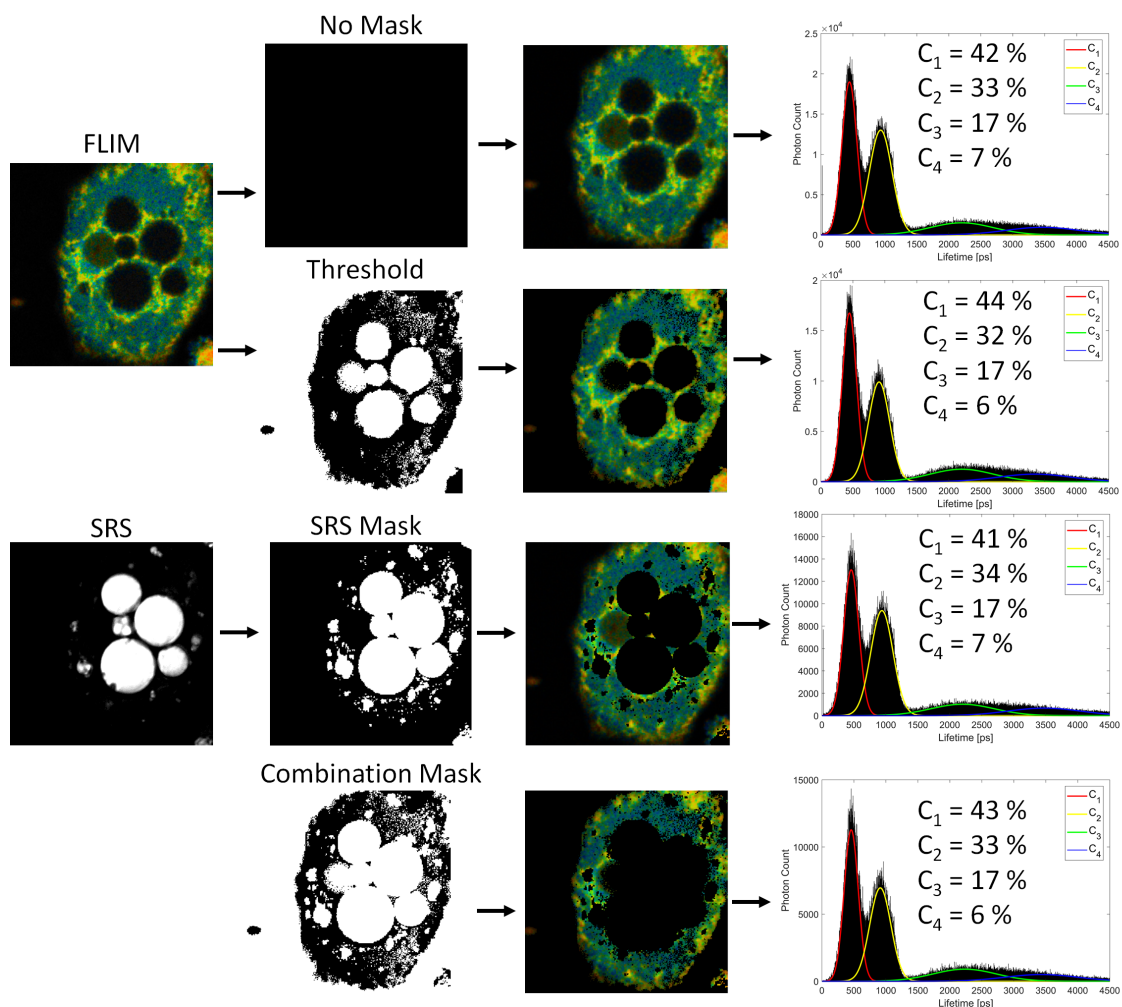 No Mask
FLIM
×10⁴
2.5
2
1.5
1
0.5
0
Photon Count
C₁ = 42 %
C₂ = 33 %
C₃ = 17 %
C₄ = 7 %
C₁
C₂
C₃
C₄
0 500 1000 1500 2000 2500 3000 3500 4000 4500
Lifetime [ps]
Threshold
×10⁴
2
1.5
1
0.5
0
Photon Count
C₁ = 44 %
C₂ = 32 %
C₃ = 17 %
C₄ = 6 %
C₁
C₂
C₃
C₄
0 500 1000 1500 2000 2500 3000 3500 4000 4500
Lifetime [ps]
SRS
SRS Mask
18000
16000
14000
12000
10000
8000
6000
4000
2000
0
Photon Count
C₁ = 41 %
C₂ = 34 %
C₃ = 17 %
C₄ = 7 %
C₁
C₂
C₃
C₄
0 500 1000 1500 2000 2500 3000 3500 4000 4500
Lifetime [ps]
Combination Mask
15000
10000
5000
0
Photon Count
C₁ = 43 %
C₂ = 33 %
C₃ = 17 %
C₄ = 6 %
C₁
C₂
C₃
C₄
0 500 1000 1500 2000 2500 3000 3500 4000 4500
Lifetime [ps]